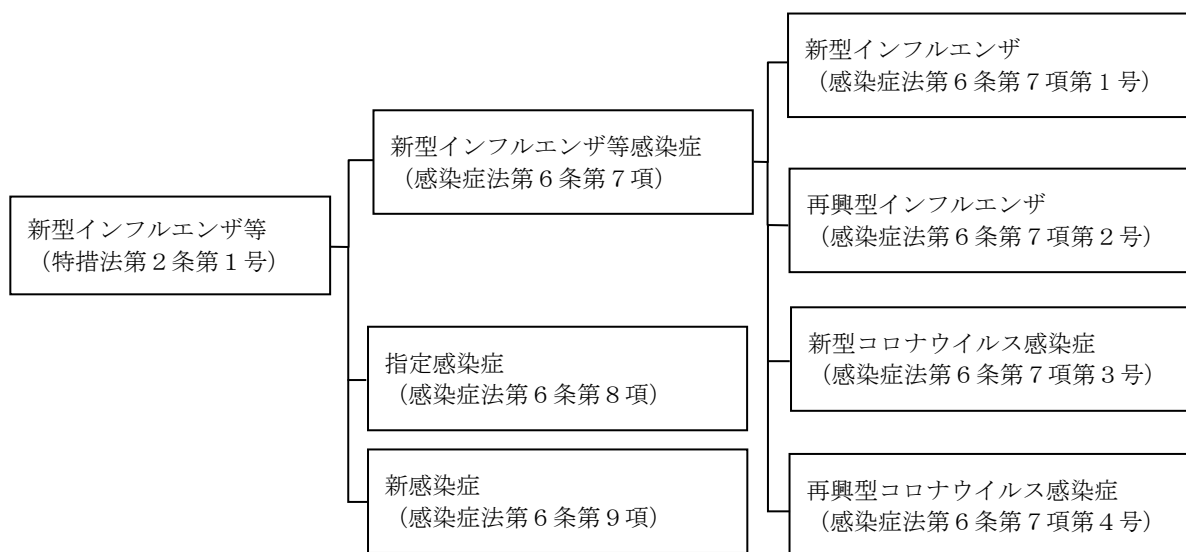 新型インフルエンザ等
（特措法第２条第１号）
新型インフルエンザ等感染症
（感染症法第６条第７項）
新型インフルエンザ
（感染症法第６条第７項第１号）
再興型インフルエンザ
（感染症法第６条第７項第２号）
新型コロナウイルス感染症
（感染症法第６条第７項第３号）
再興型コロナウイルス感染症
（感染症法第６条第７項第４号）
指定感染症
（感染症法第６条第８項）
新感染症
（感染症法第６条第９項）